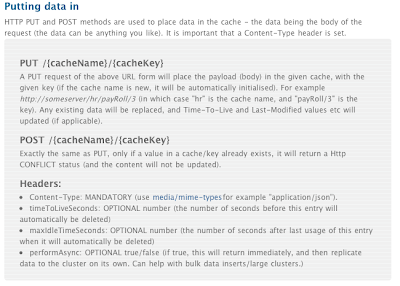 Putting data in
HTTP PUT and POST methods are used to place data in the cache - the data being the body of the
request (the data can be anything you like). It is important that a Content-Type header is set.
PUT /{cacheName}/{cacheKey}
A PUT request of the above URL form will place the payload (body) in the given cache, with the
given key (if the cache name is new, it will be automatically initialised). For example
http://someserver/hr/payRoll/3 (in which case "hr" is the cache name, and "payRoll/3" is the
key). Any existing data will be replaced, and Time-To-Live and Last-Modified values etc will
updated (if applicable).
POST /{cacheName}/{cacheKey}
Exactly the same as PUT, only if a value in a cache/key already exists, it will return a Http
CONFLICT status (and the content will not be updated).
Headers:
• Content-Type: MANDATORY (use media/mime-types for example "application/json").
• timeToLiveSeconds: OPTIONAL number (the number of seconds before this entry will
automatically be deleted)
• maxIdleTimeSeconds: OPTIONAL number (the number of seconds after last usage of this entry
when it will automatically be deleted)
• performAsync: OPTIONAL true/false (if true, this will return immediately, and then replicate
data to the cluster on its own. Can help with bulk data inserts/large clusters.)